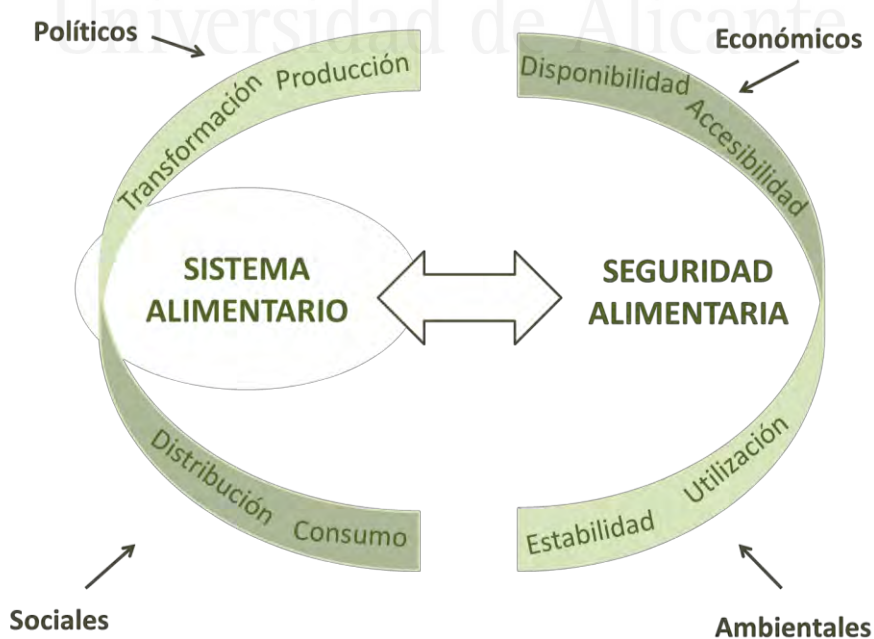 Universidad de Alicante
Políticos
Económicos
Transformación
Producción
Disponibilidad
Accesibilidad
SISTEMA
ALIMENTARIO
SEGURIDAD
ALIMENTARIA
Distribución
Consumo
Estabilidad
Utilización
Sociales
Ambientales